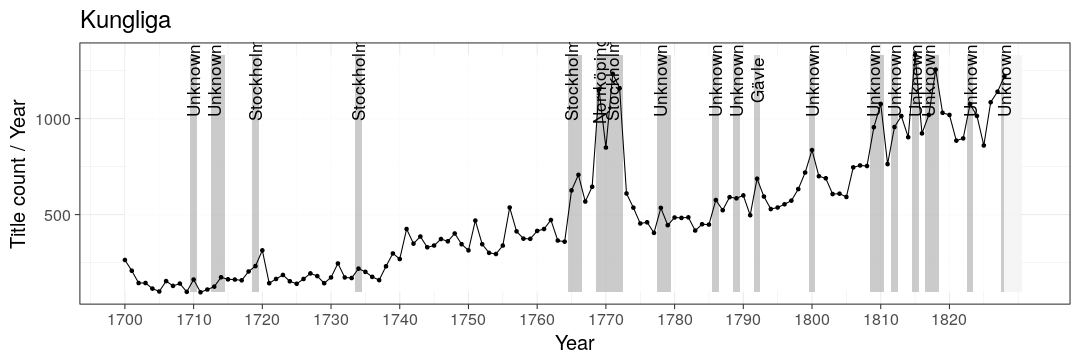 Kungliga
Title count / Year
1000
500
Unknown
Unknown
Stockholm
Stockholm
Stockholm
Norrköping
Stockholm
Unknown
Unknown
Unknown
Gävle
Unknown
Unknown
Unknown
Unknown
Unknown
Unknown
Unknown
1700 1710 1720 1730 1740 1750 1760 1770 1780 1790 1800 1810 1820
Year